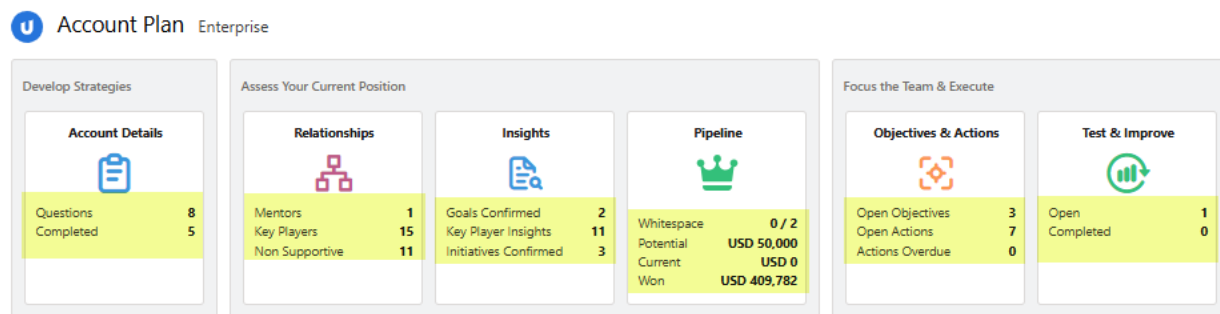 Account Plan Enterprise
Develop Strategies
Account Details
Questions 8
Completed 5
Assess Your Current Position
Relationships
Mentors 1
Key Players 15
Non Supportive 11
Insights
Goals Confirmed 2
Key Player Insights 11
Initiatives Confirmed 3
Pipeline
Whitespace 0 / 2
Potential USD 50,000
Current USD 0
Won USD 409,782
Focus the Team & Execute
Objectives & Actions
Open Objectives 3
Open Actions 7
Actions Overdue 0
Test & Improve
Open 1
Completed 0